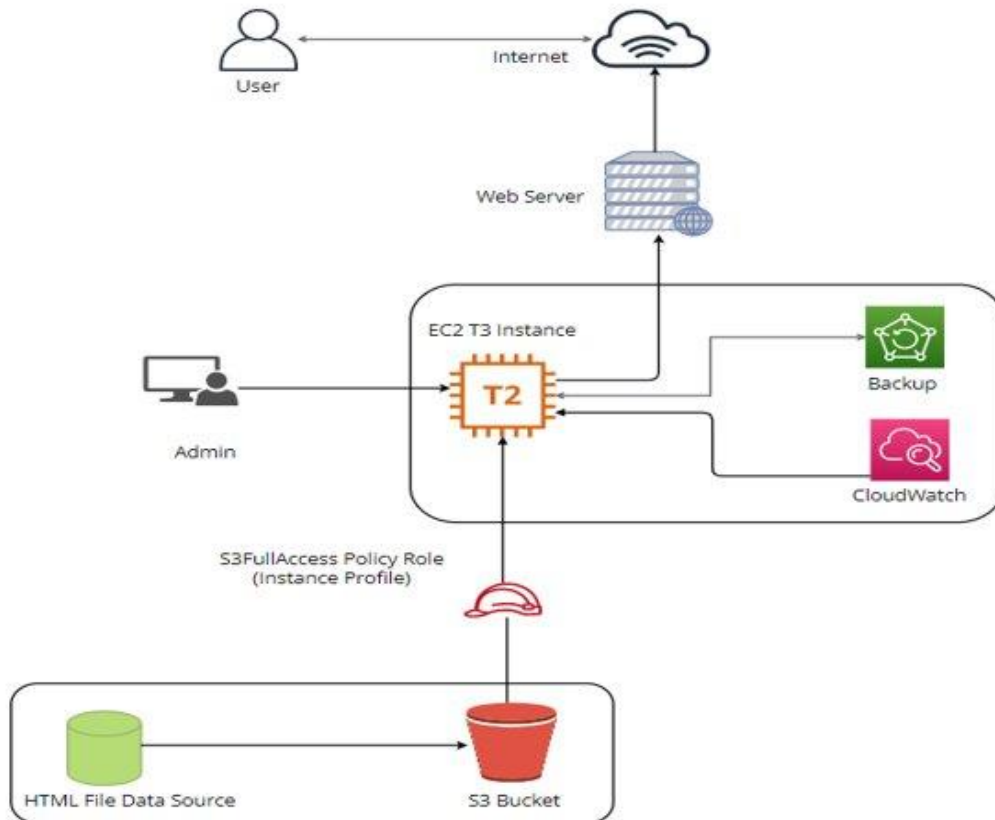 Internet
User
Web Server
EC2 T3 Instance
T2
Backup
Admin
CloudWatch
S3FullAccess Policy Role
(Instance Profile)
HTML File Data Source
S3 Bucket